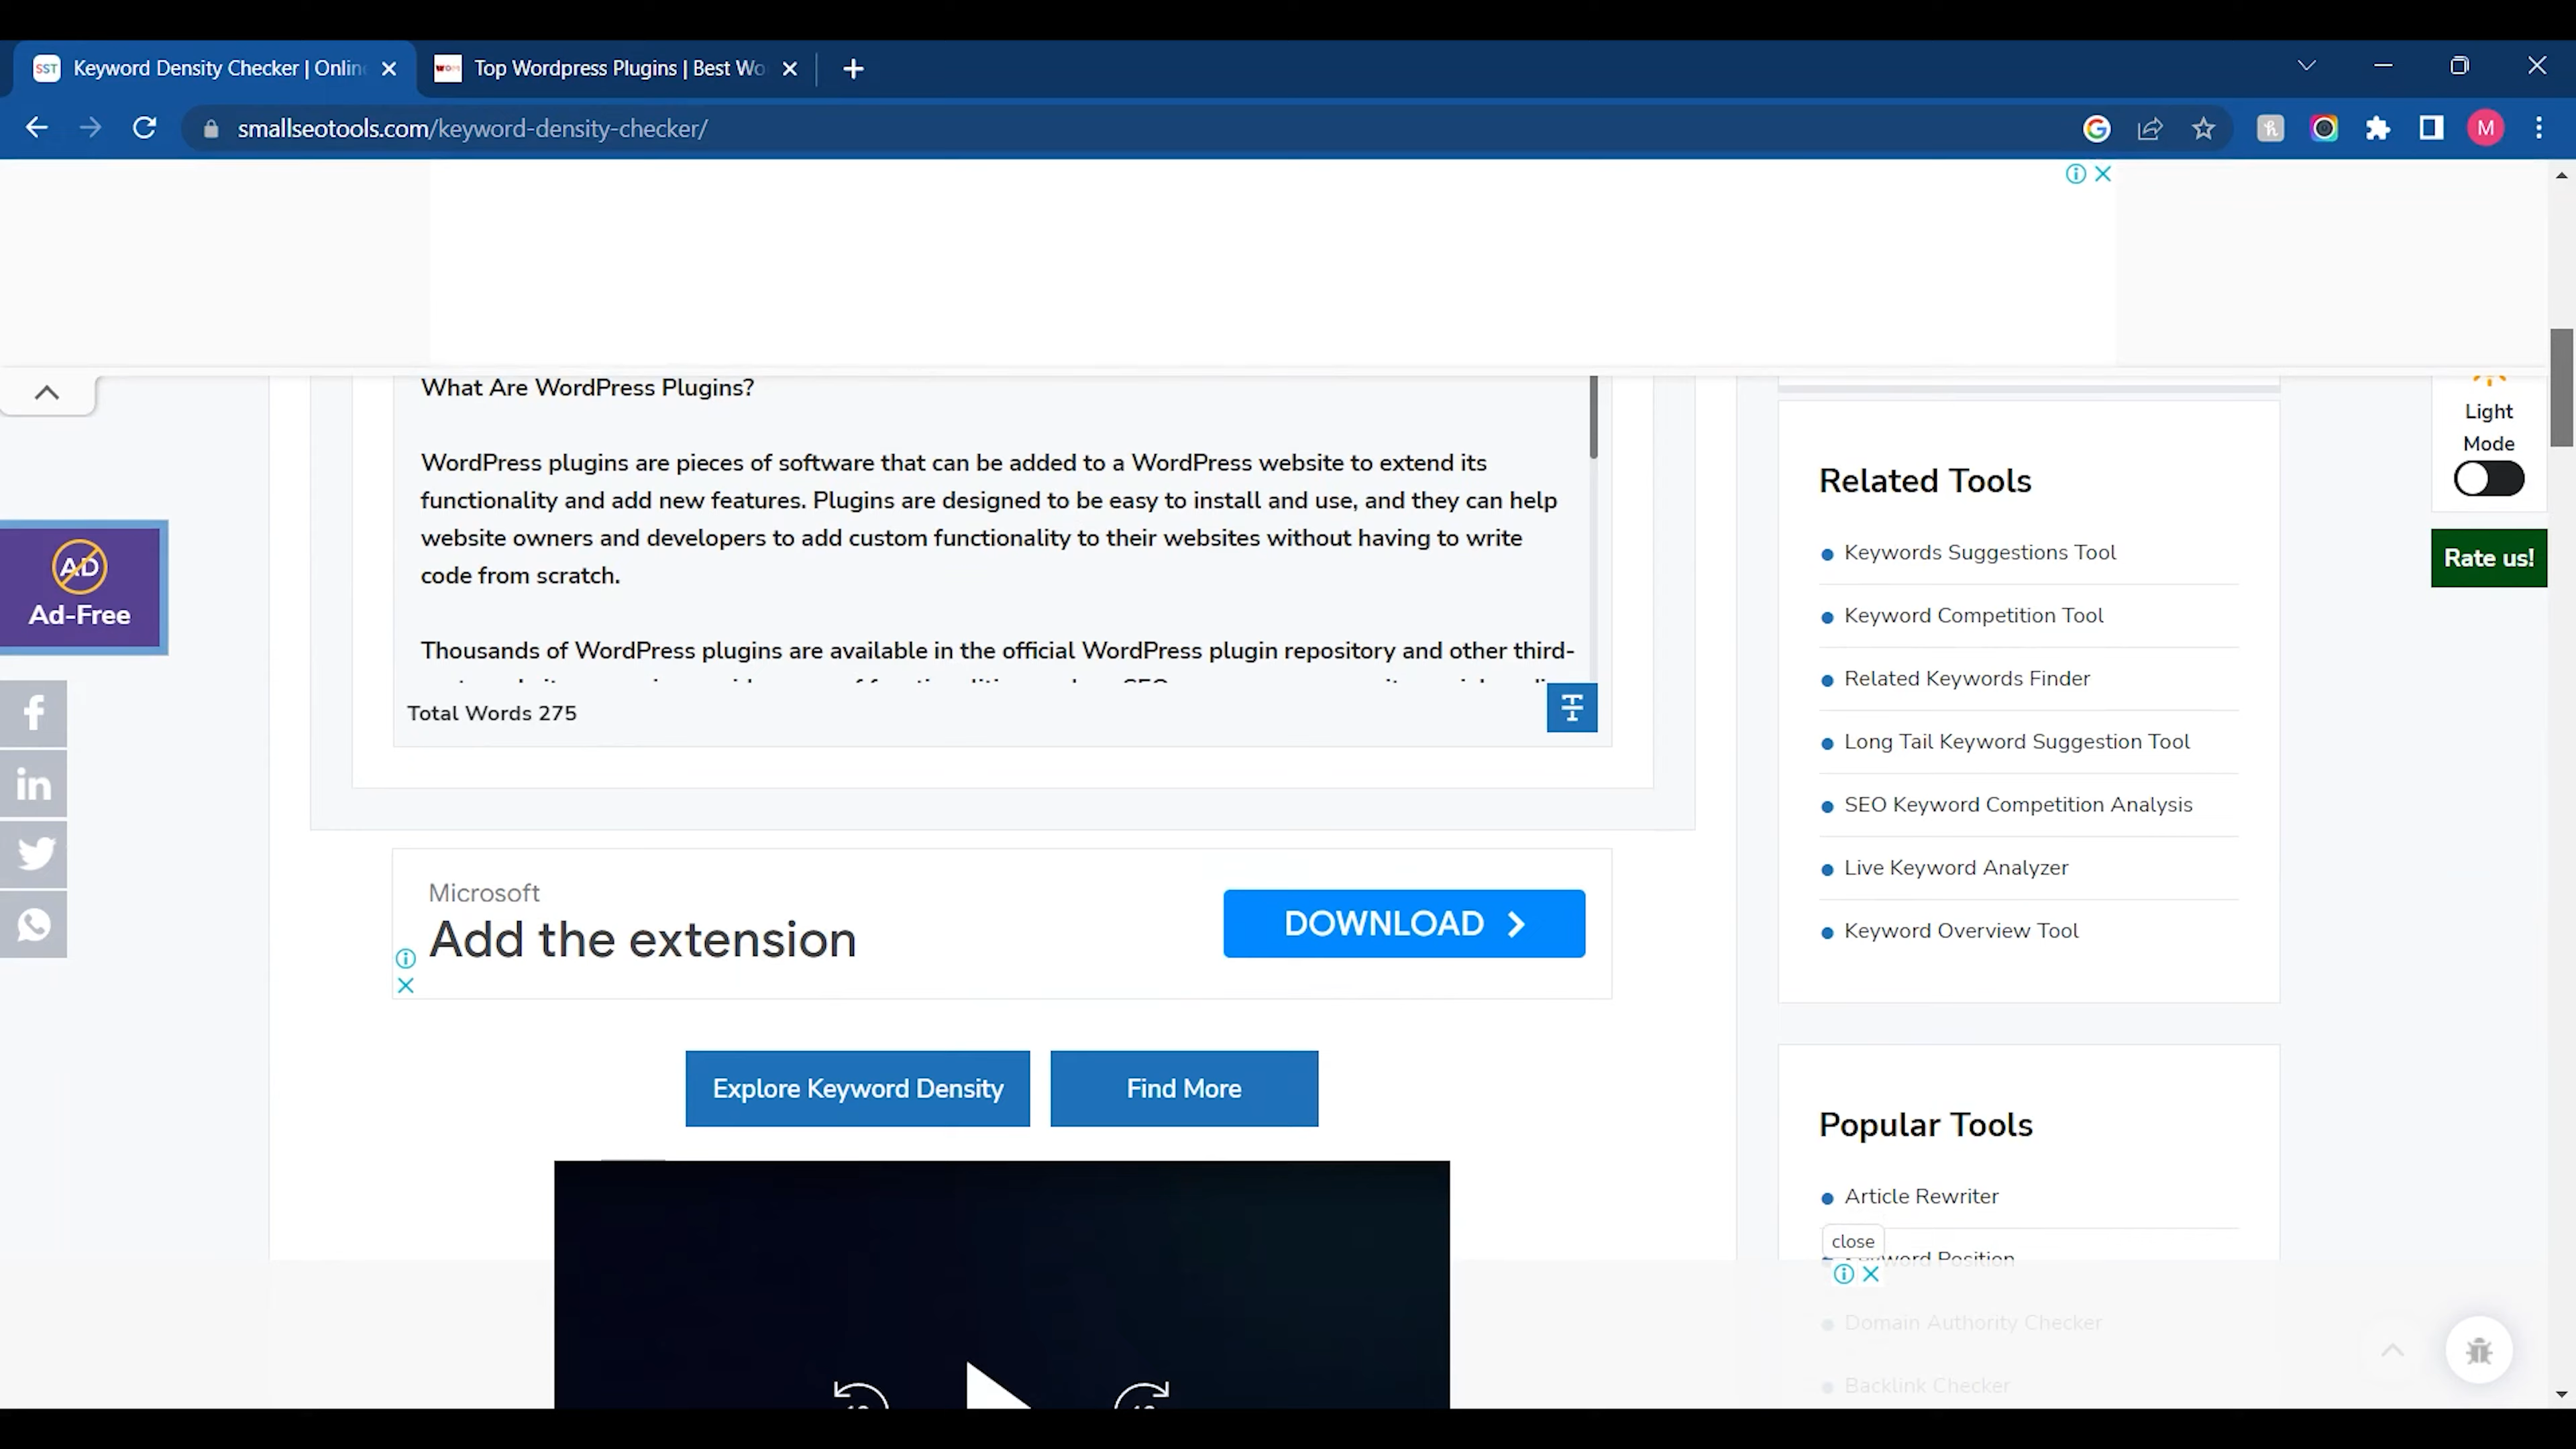 SST Keyword Density Checker | Onlin
WOM Top Wordpress Plugins | Best Wo
smallseotools.com/keyword-density-checker/
M
What Are WordPress Plugins?
WordPress plugins are pieces of software that can be added to a WordPress website to extend its
functionality and add new features. Plugins are designed to be easy to install and use, and they can help
website owners and developers to add custom functionality to their websites without having to write
code from scratch.
Thousands of WordPress plugins are available in the official WordPress plugin repository and other third-
Total Words 275
AD
Ad-Free
Microsoft
Add the extension
DOWNLOAD
Explore Keyword Density
Find More
Related Tools
Keywords Suggestions Tool
Keyword Competition Tool
Related Keywords Finder
Long Tail Keyword Suggestion Tool
SEO Keyword Competition Analysis
Live Keyword Analyzer
Keyword Overview Tool
Popular Tools
Article Rewriter
close
Keyword Position
Domain Authority Checker
Backlink Checker
Light
Mode
Rate us!